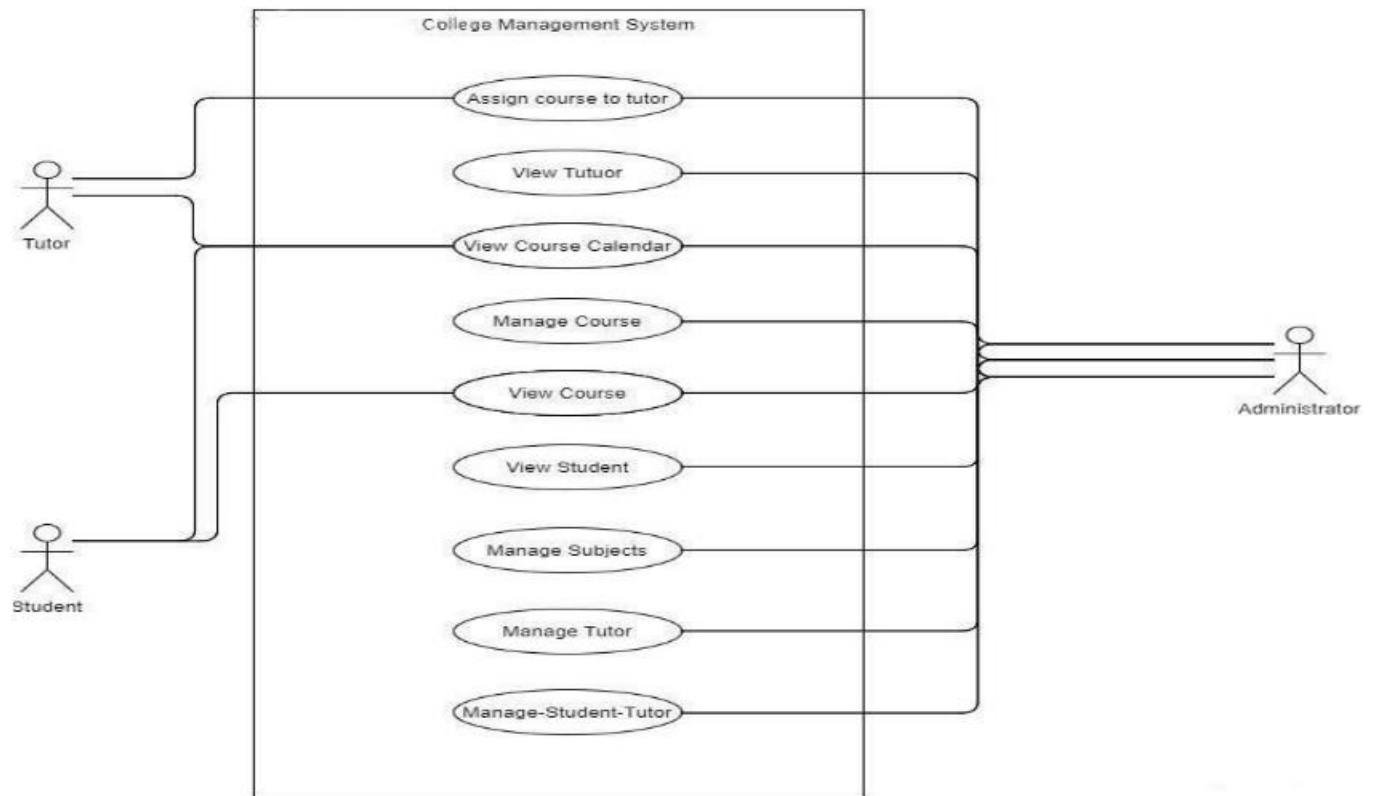 College Management System
Assign course to tutor
View Tutuor
Tutor
View Course Calendar
Manage Course
View Course
Administrator
View Student
Manage Subjects
Student
Manage Tutor
Manage-Student-Tutor